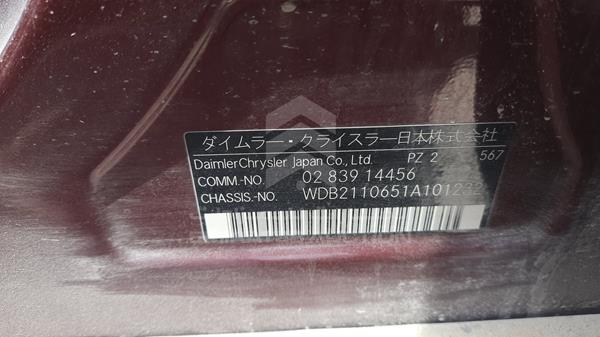 ダイムラー・クライスラー日本株式会社
DaimlerChrysler Japan Co., Ltd. PZ 2 567
COMM.-NO. 02 839 14456
CHASSIS.-NO. WDB2110651A101232